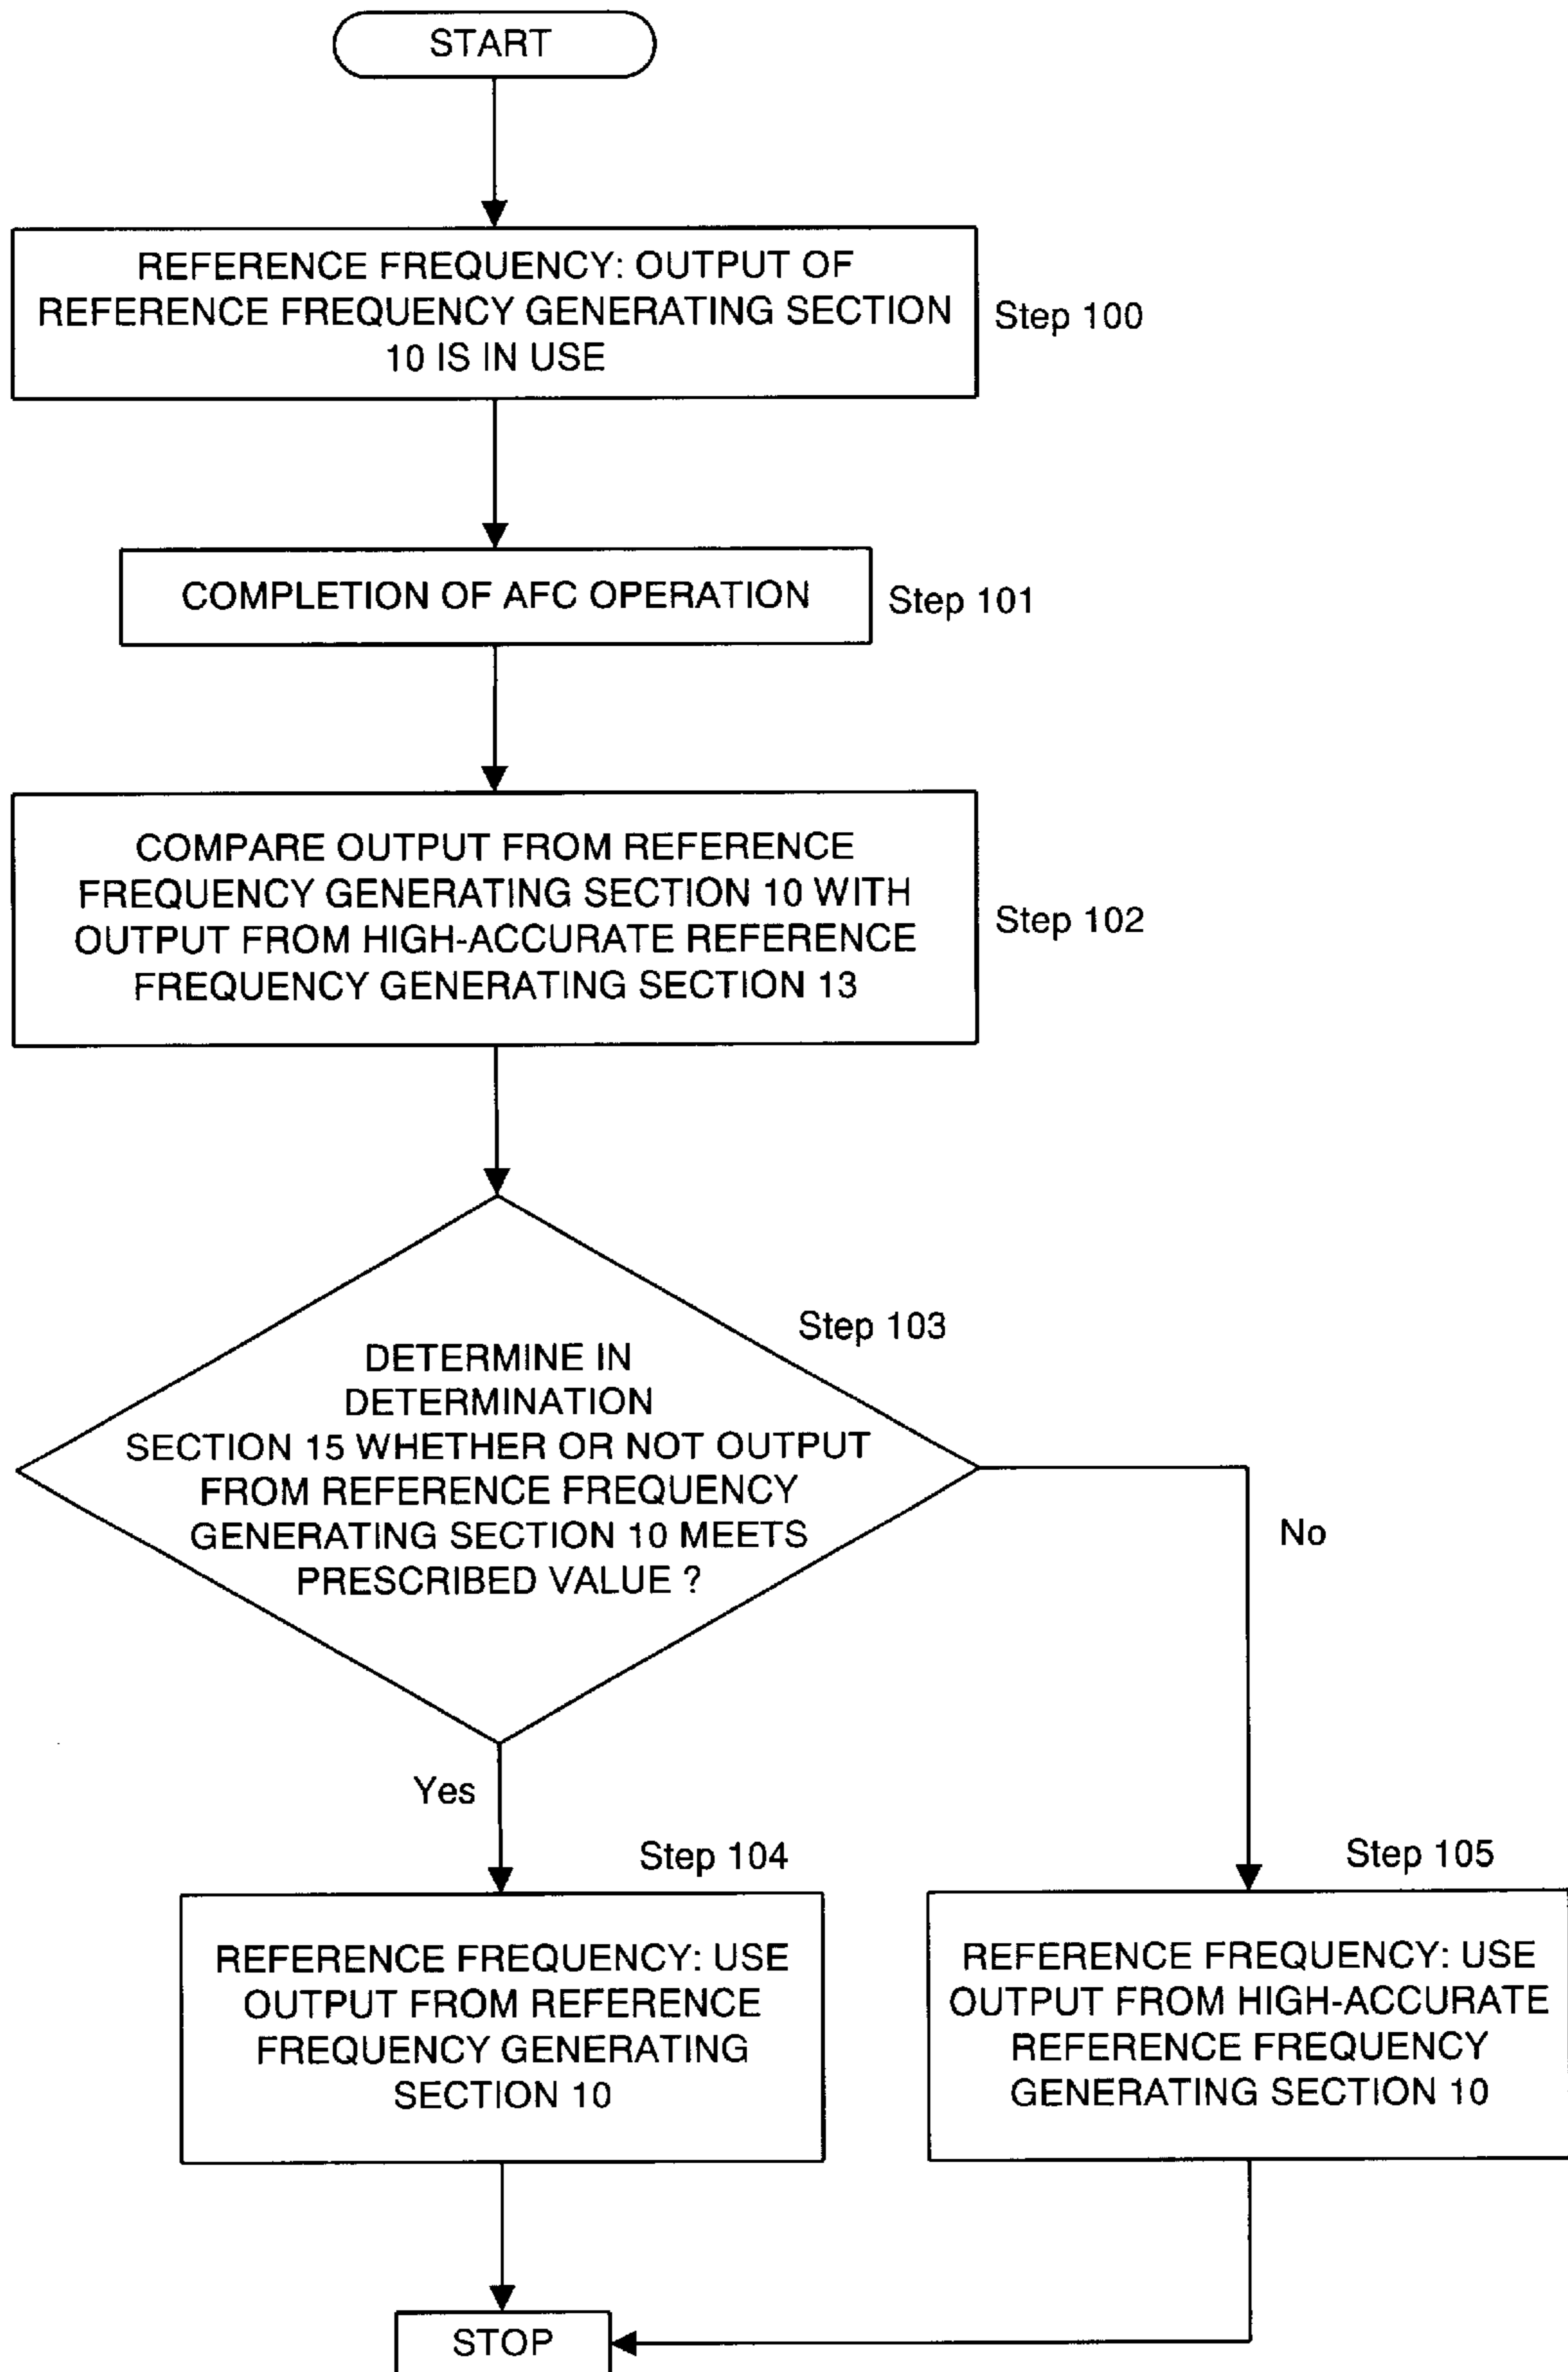 START
REFERENCE FREQUENCY: OUTPUT OF
REFERENCE FREQUENCY GENERATING SECTION
10 IS IN USE
Step 100
COMPLETION OF AFC OPERATION
Step 101
COMPARE OUTPUT FROM REFERENCE
FREQUENCY GENERATING SECTION 10 WITH
OUTPUT FROM HIGH-ACCURATE REFERENCE
FREQUENCY GENERATING SECTION 13
Step 102
Step 103
DETERMINE IN
DETERMINATION
SECTION 15 WHETHER OR NOT OUTPUT
FROM REFERENCE FREQUENCY
GENERATING SECTION 10 MEETS
PRESCRIBED VALUE ?
No
Yes
Step 104
REFERENCE FREQUENCY: USE
OUTPUT FROM REFERENCE
FREQUENCY GENERATING
SECTION 10
Step 105
REFERENCE FREQUENCY: USE
OUTPUT FROM HIGH-ACCURATE
REFERENCE FREQUENCY
GENERATING SECTION 10
STOP